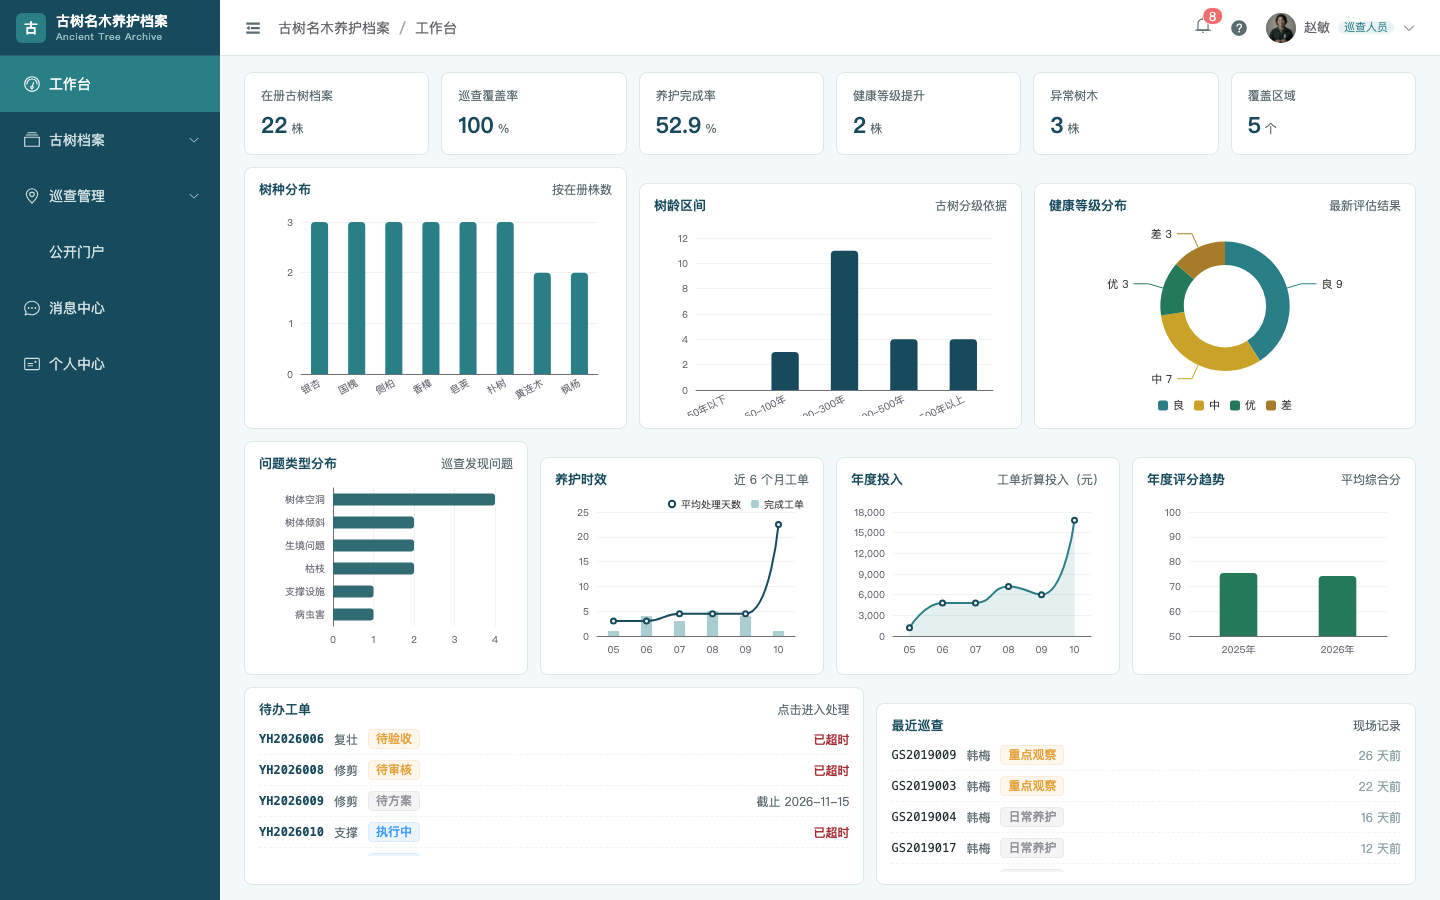 古
古树名木养护档案
Ancient Tree Archive
工作台
古树档案
巡查管理
公开门户
消息中心
个人中心
古树名木养护档案 / 工作台
8
赵敏 巡查人员
在册古树档案
22 株
巡查覆盖率
100 %
养护完成率
52.9 %
健康等级提升
2 株
异常树木
3 株
覆盖区域
5 个
树种分布 按在册株数
3
2
1
0
银杏 国槐 侧柏 香樟 皂荚 朴树 黄连木 枫杨
树龄区间 古树分级依据
12
10
8
6
4
2
0
50年以下 50-100年 00-300年 00-500年 500年以上
健康等级分布 最新评估结果
差 3
优 3
良 9
中 7
良 中 优 差
问题类型分布 巡查发现问题
树体空洞
树体倾斜
生境问题
枯枝
支撑设施
病虫害
0 1 2 3 4
养护时效 近 6 个月工单
平均处理天数 完成工单
25
20
15
10
5
0
05 06 07 08 09 10
年度投入 工单折算投入（元）
18,000
15,000
12,000
9,000
6,000
3,000
0
05 06 07 08 09 10
年度评分趋势 平均综合分
100
90
80
70
60
50
2025年 2026年
待办工单 点击进入处理
YH2026006 复壮 待验收 已超时
YH2026008 修剪 待审核 已超时
YH2026009 修剪 待方案 截止 2026-11-15
YH2026010 支撑 执行中 已超时
最近巡查 现场记录
GS2019009 韩梅 重点观察 26 天前
GS2019003 韩梅 重点观察 22 天前
GS2019004 韩梅 日常养护 16 天前
GS2019017 韩梅 日常养护 12 天前